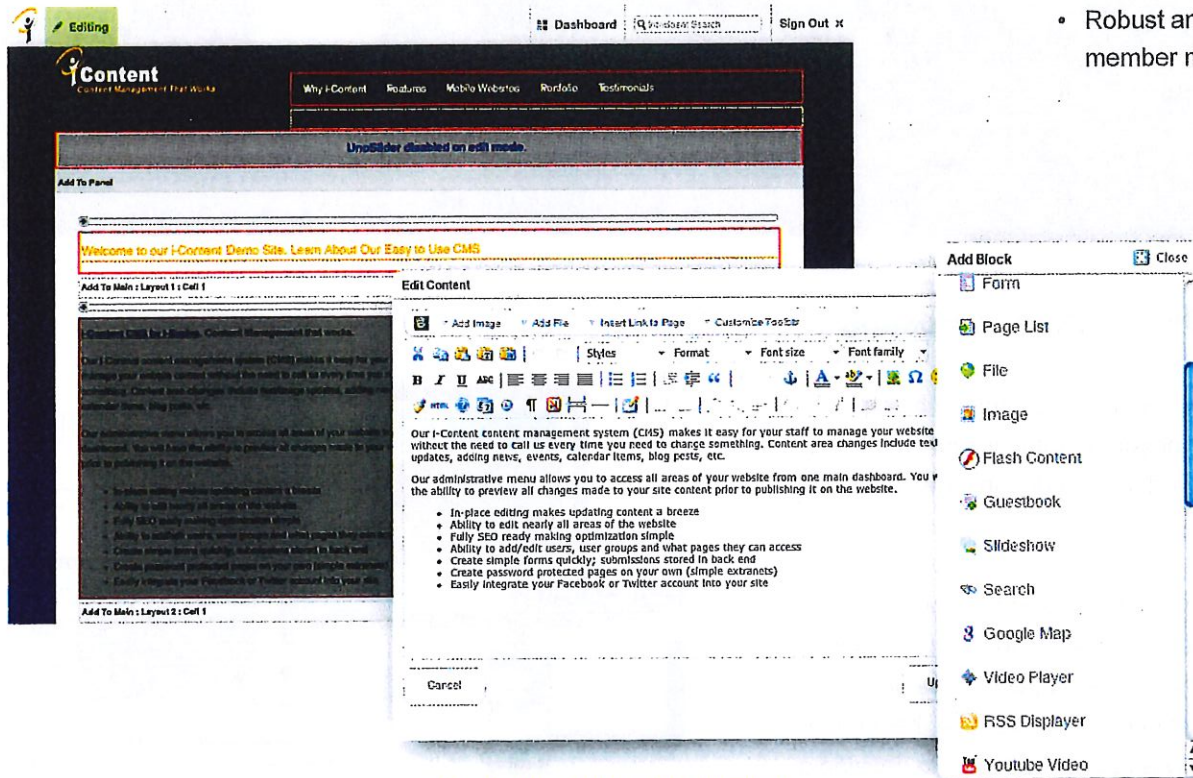 Editing
Dashboard
Sign Out x
• Robust an
member n
i Content
Content Management That Works
Why i-Content Features Mobile Websites Portfolio Testimonials
UnoSlider disabled on edit mode.
Add To Panel
Welcome to our i-Content Demo Site. Learn About Our Easy to Use CMS
Add To Main : Layout 1 : Cell 1
Add To Main : Layout 2 : Cell 1
Edit Content
Add Image Add File Insert Link to Page Customize Toolbar
Styles Format Font size Font family
B I U ABC
HTML
Our i-Content content management system (CMS) makes it easy for your staff to manage your website
without the need to call us every time you need to change something. Content area changes include text
updates, adding news, events, calendar items, blog posts, etc.
Our administrative menu allows you to access all areas of your website from one main dashboard. You
the ability to preview all changes made to your site content prior to publishing it on the website.
• In-place editing makes updating content a breeze
• Ability to edit nearly all areas of the website
• Fully SEO ready making optimization simple
• Ability to add/edit users, user groups and what pages they can access
• Create simple forms quickly; submissions stored in back end
• Create password protected pages on your own (simple extranets)
• Easily integrate your Facebook or Twitter account into your site
Cancel
Up
Add Block Close
Form
Page List
File
Image
Flash Content
Guestbook
Slideshow
Search
Google Map
Video Player
RSS Displayer
Youtube Video